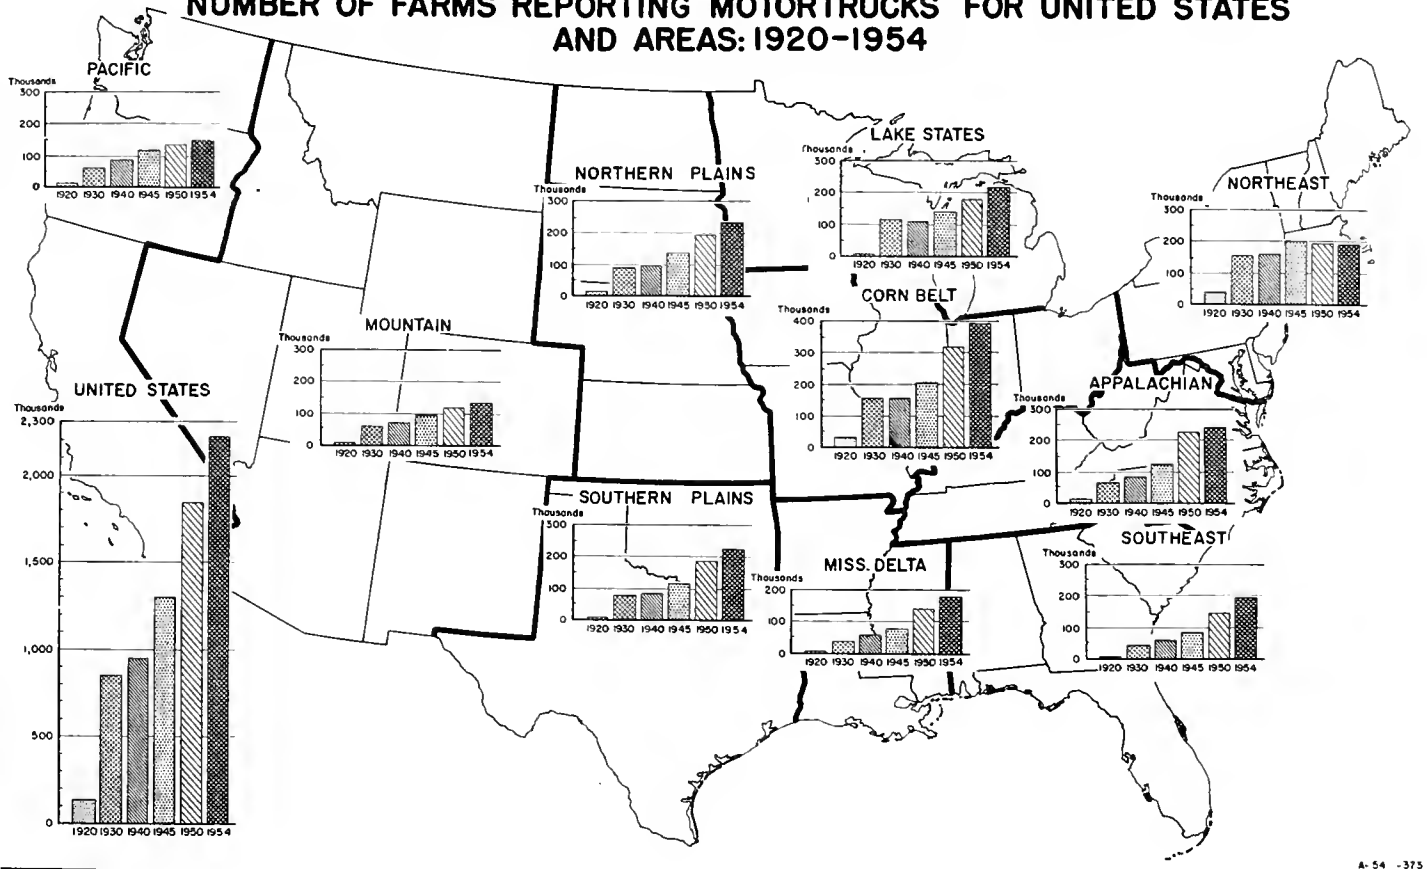 NUMBER OF FARMS REPORTING MOTORTRUCKS FOR UNITED STATES
AND AREAS: 1920-1954
PACIFIC
Thousands
300
200
100
0
1920 1930 1940 1945 1950 1954
NORTHERN PLAINS
Thousands
300
200
100
0
1920 1930 1940 1945 1950 1954
LAKE STATES
Thousands
300
200
100
0
1920 1930 1940 1945 1950 1954
NORTHEAST
Thousands
300
200
100
0
1920 1930 1940 1945 1950 1954
MOUNTAIN
Thousands
300
200
100
0
1920 1930 1940 1945 1950 1954
CORN BELT
Thousands
400
300
200
100
0
1920 1930 1940 1945 1950 1954
APPALACHIAN
Thousands
300
200
100
0
1920 1930 1940 1945 1950 1954
UNITED STATES
Thousands
2,300
2,000
1,500
1,000
500
0
1920 1930 1940 1945 1950 1954
SOUTHERN PLAINS
Thousands
300
200
100
0
1920 1930 1940 1945 1950 1954
MISS. DELTA
Thousands
200
100
0
1920 1930 1940 1945 1950 1954
SOUTHEAST
Thousands
300
200
100
0
1920 1930 1940 1945 1950 1954
A-54 -375